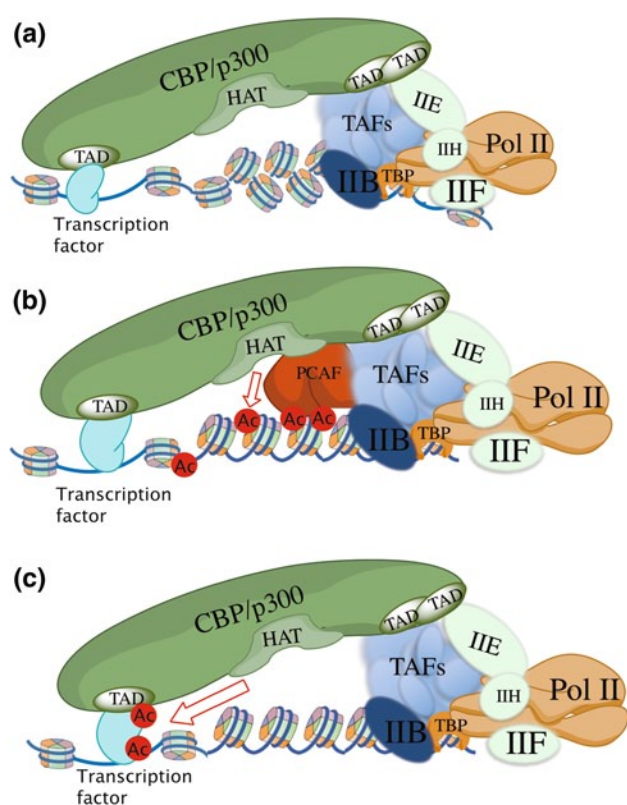 (a)
CBP/p300
HAT
TAD
TAD
TAD
IIE
TAFs
IIH
Pol II
IIB
TBP
IIF
Transcription
factor
(b)
CBP/p300
HAT
TAD
TAD
TAD
PCAF
TAFs
IIE
IIH
Pol II
Ac
Ac
Ac
Ac
IIB
TBP
IIF
Transcription
factor
(c)
CBP/p300
HAT
TAD
TAD
TAD
Ac
Ac
TAFs
IIE
IIH
Pol II
IIB
TBP
IIF
Transcription
factor